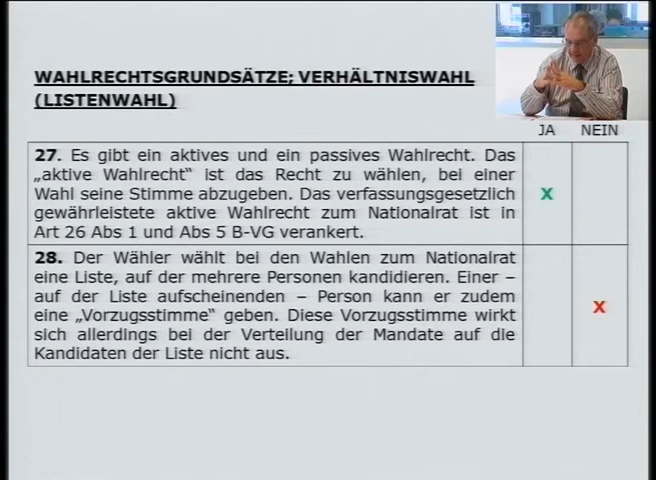 WAHLRECHTSGRUNDSÄTZE; VERHÄLTNISWAHL
(LISTENWAHL)
JA NEIN
27. Es gibt ein aktives und ein passives Wahlrecht. Das
„aktive Wahlrecht“ ist das Recht zu wählen, bei einer
Wahl seine Stimme abzugeben. Das verfassungsgesetzlich
gewährleistete aktive Wahlrecht zum Nationalrat ist in
Art 26 Abs 1 und Abs 5 B-VG verankert.
X
28. Der Wähler wählt bei den Wahlen zum Nationalrat
eine Liste, auf der mehrere Personen kandidieren. Einer –
auf der Liste aufscheinenden – Person kann er zudem
eine „Vorzugsstimme“ geben. Diese Vorzugsstimme wirkt
sich allerdings bei der Verteilung der Mandate auf die
Kandidaten der Liste nicht aus.
X